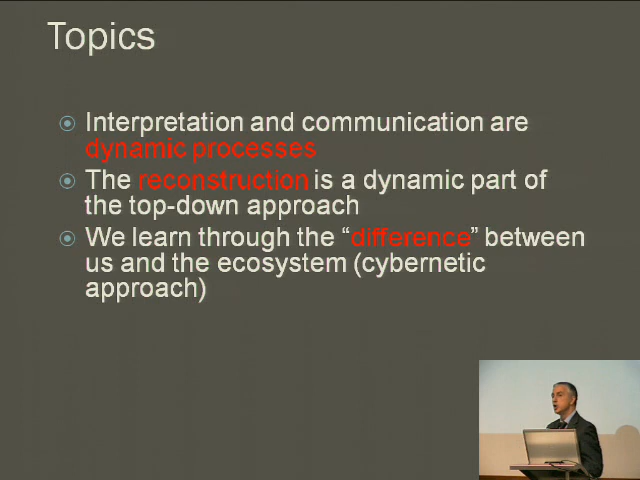 Topics
Interpretation and communication are
dynamic processes
The reconstruction is a dynamic part of
the top-down approach
We learn through the “difference” between
us and the ecosystem (cybernetic
approach)